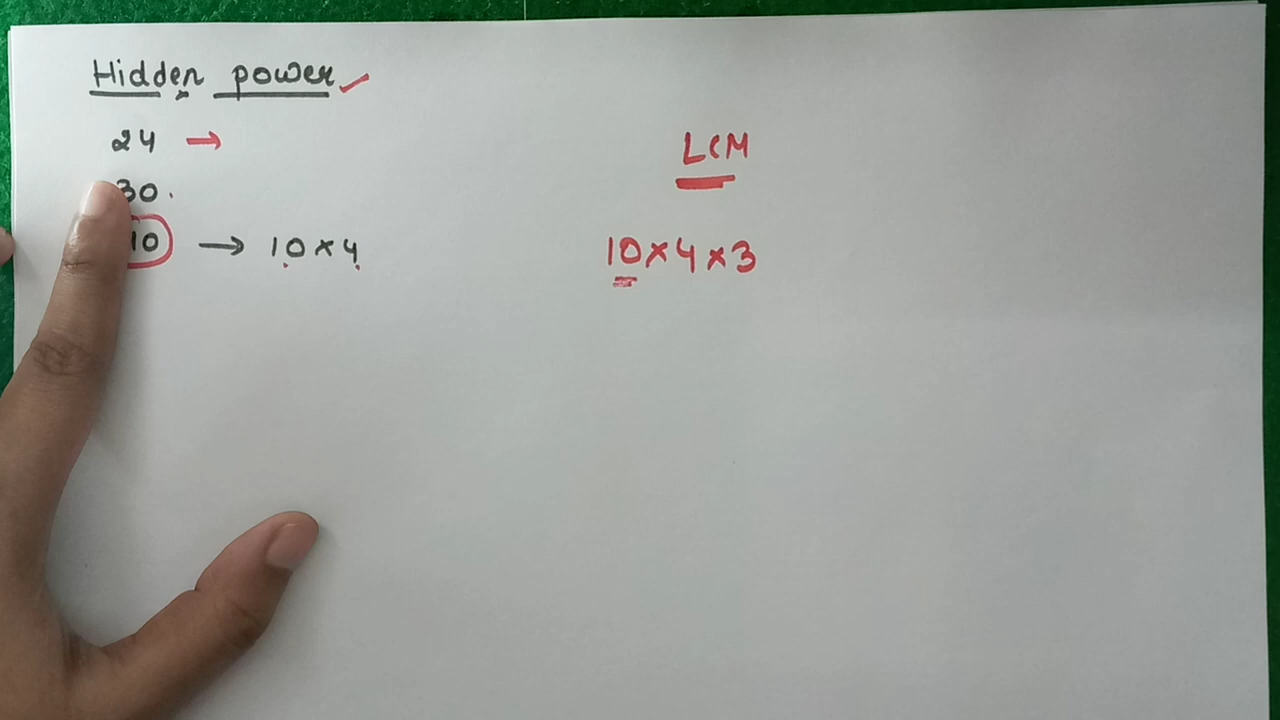 Hidden power
24 →
LCM
30.
10 → 10×4
10×4×3